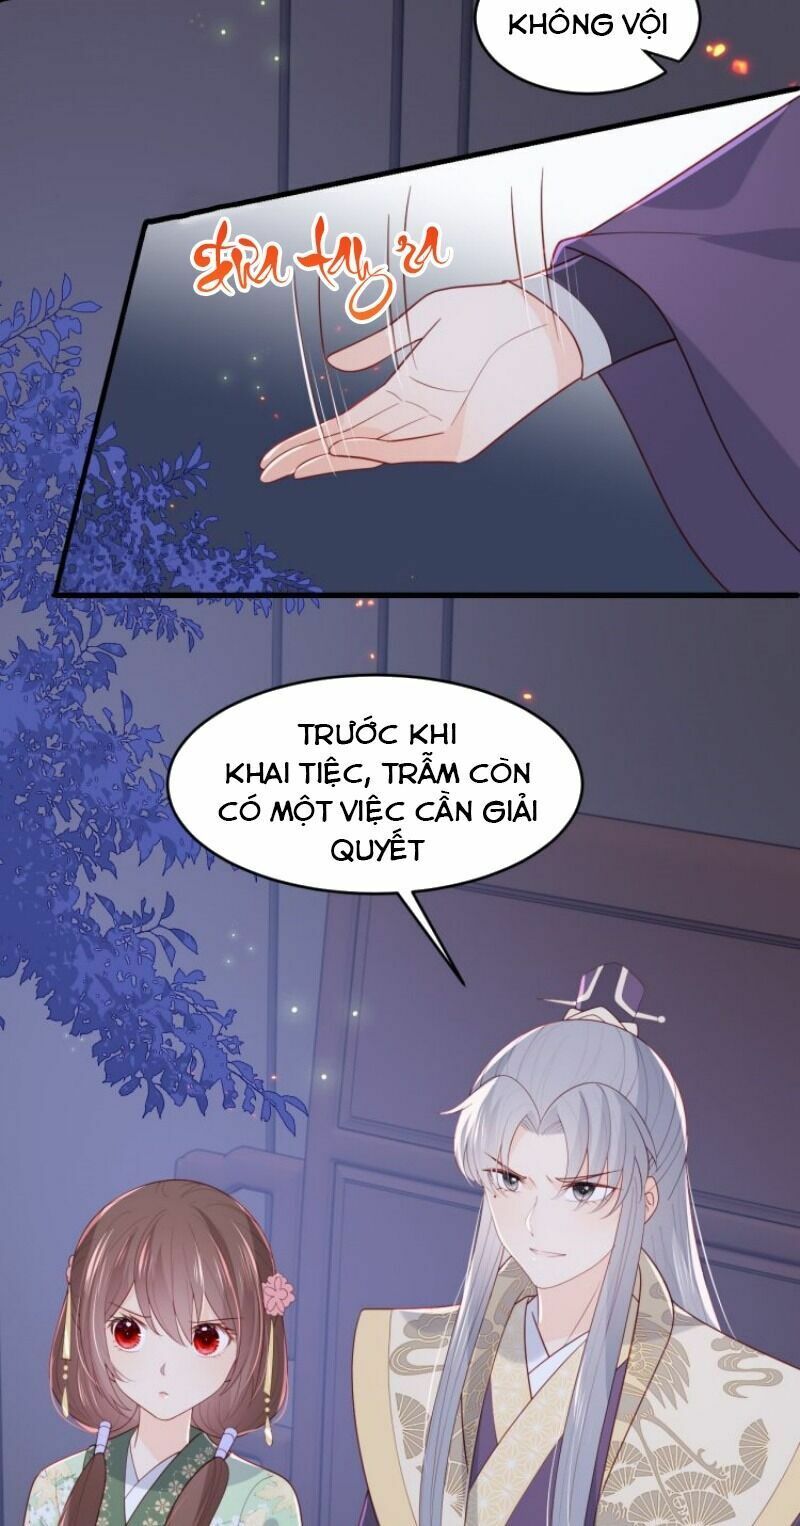 KHÔNG VỘI
đưa tay ra
TRƯỚC KHI
KHAI TIỆC, TRẪM CÒN
CÓ MỘT VIỆC CẦN GIẢI
QUYẾT